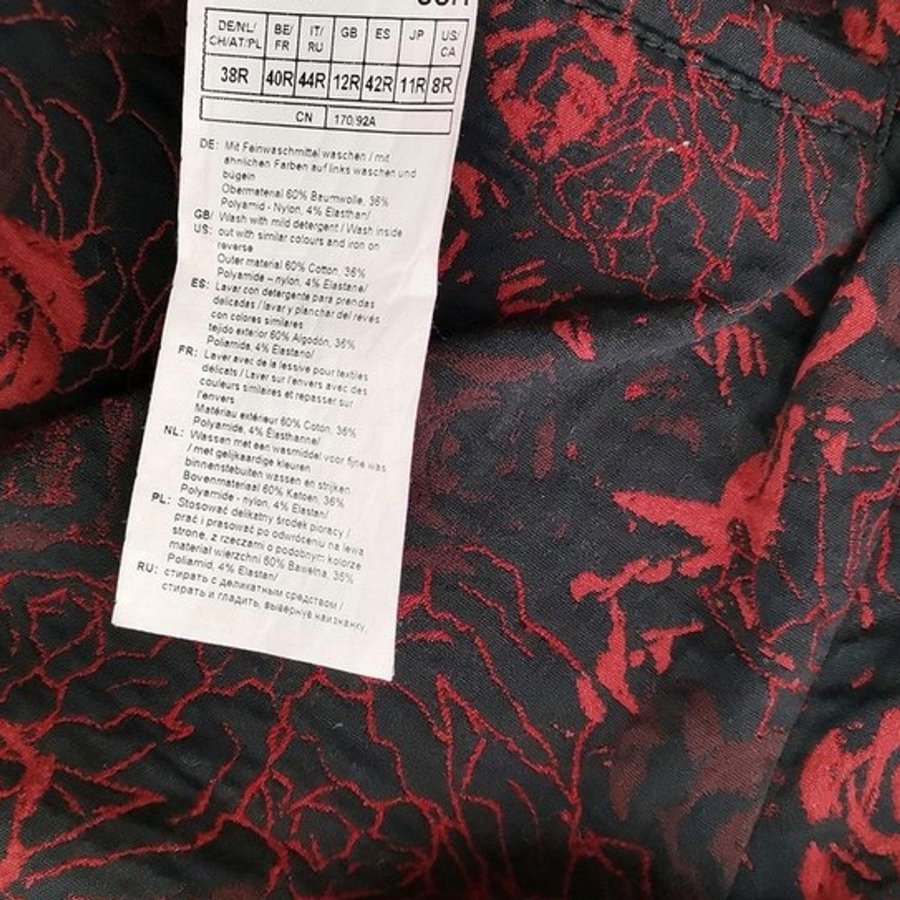 DE/NL/ BE/ IT/ GB ES JP US/
CH/AT/PL FR RU CA
38R 40R 44R 12R 42R 11R 8R
CN 170/92A
DE: Mit Feinwaschmittel waschen / mit
ähnlichen Farben auf links waschen und
bügeln
Obermaterial 60% Baumwolle, 36%
Polyamid - Nylon, 4% Elasthan/
GB/ Wash with mild detergent / Wash inside
US: out with similar colours and iron on
reverse
Outer material 60% Cotton, 36%
Polyamide – nylon, 4% Elastane/
ES: Lavar con detergente para prendas
delicadas / lavar y planchar del revés
con colores similares
tejido exterior 60% Algodón, 36%
Poliamida, 4% Elastano/
FR: Laver avec de la lessive pour textiles
délicats / Laver sur l'envers avec des
couleurs similaires et repasser sur
l'envers
Matériau extérieur 60% Coton, 36%
Polyamide, 4% Élasthanne/
NL: Wassen met een wasmiddel voor fijne was
/ met gelijkaardige kleuren
binnenstebuiten wassen en strijken
Bovenmateriaal 60% Katoen, 36%
Polyamide - nylon, 4% Elastan/
PL: Stosować delikatny środek piorący /
prać i prasować po odwróceniu na lewą
stronę, z rzeczami o podobnym kolorze
materiał wierzchni 60% Bawełna, 36%
Poliamid, 4% Elastan/
RU: стирать с деликатным средством /
стирать и гладить, вывернув наизнанку,